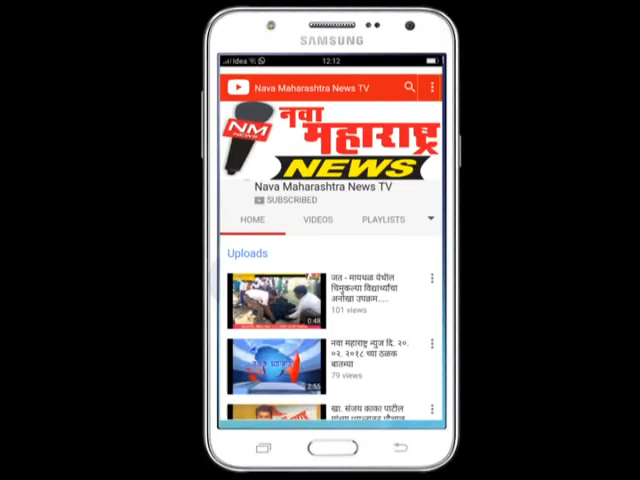 SAMSUNG
Idea 12:12
Nava Maharashtra News TV
नवा
महाराष्ट्र
NM
NEWS
NEWS
Nava Maharashtra News TV
SUBSCRIBED
HOME VIDEOS PLAYLISTS
Uploads
जत - मायथळ येथील
चिमुकल्या विद्यार्थ्यांचा
अनोखा उपक्रम.....
101 views
0:48
नवा महाराष्ट्र न्युज दि. २०.
०२. २०१८ च्या ठळक
बातम्या
79 views
2:55
खा. संजय काका पाटील